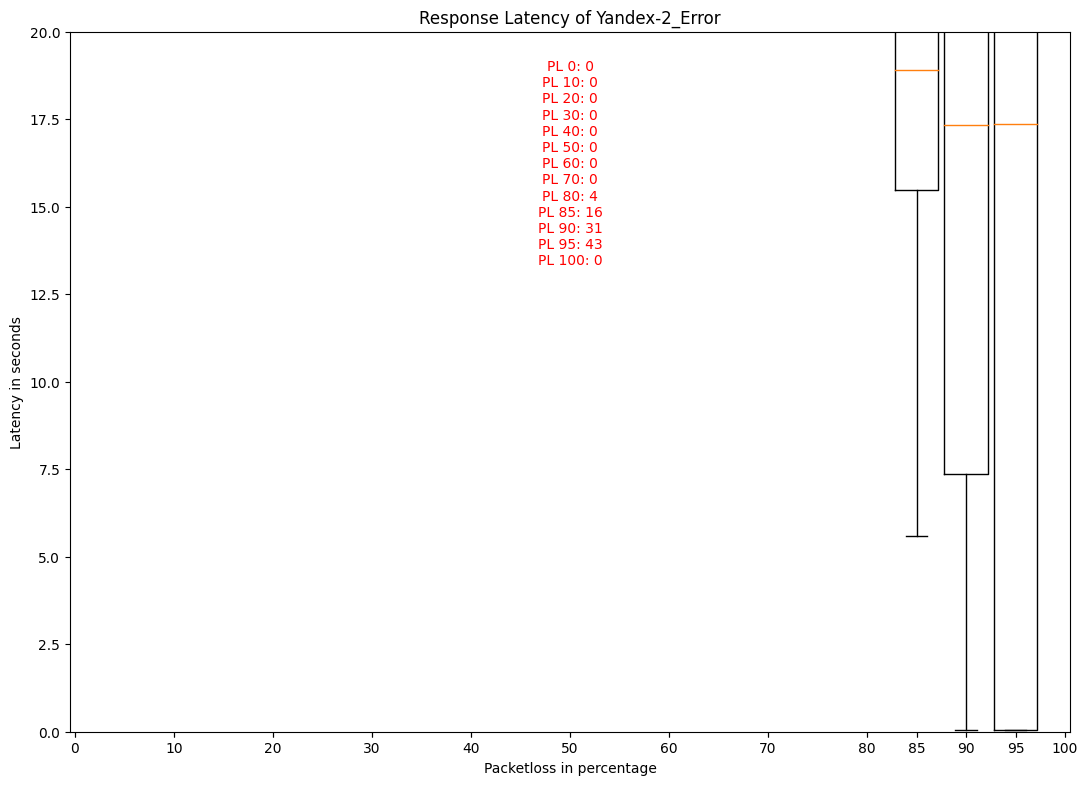 Response Latency of Yandex-2_Error
20.0
17.5
15.0
12.5
10.0
7.5
5.0
2.5
0.0
Latency in seconds
PL 0: 0
PL 10: 0
PL 20: 0
PL 30: 0
PL 40: 0
PL 50: 0
PL 60: 0
PL 70: 0
PL 80: 4
PL 85: 16
PL 90: 31
PL 95: 43
PL 100: 0
0 10 20 30 40 50 60 70 80 85 90 95 100
Packetloss in percentage